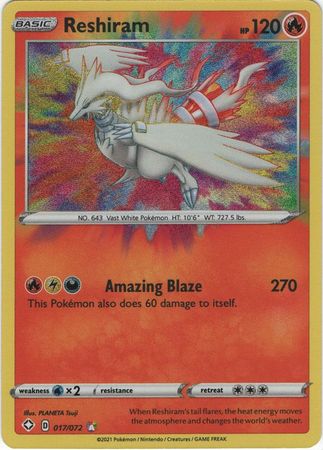 BASIC Reshiram HP 120
NO. 643 Vast White Pokémon HT: 10'6" WT: 727.5 lbs.
Amazing Blaze 270
This Pokémon also does 60 damage to itself.
weakness ×2 resistance retreat
Illus. PLANETA Tsuji
When Reshiram's tail flares, the heat energy moves
D 017/072
the atmosphere and changes the world's weather.
©2021 Pokémon / Nintendo / Creatures / GAME FREAK